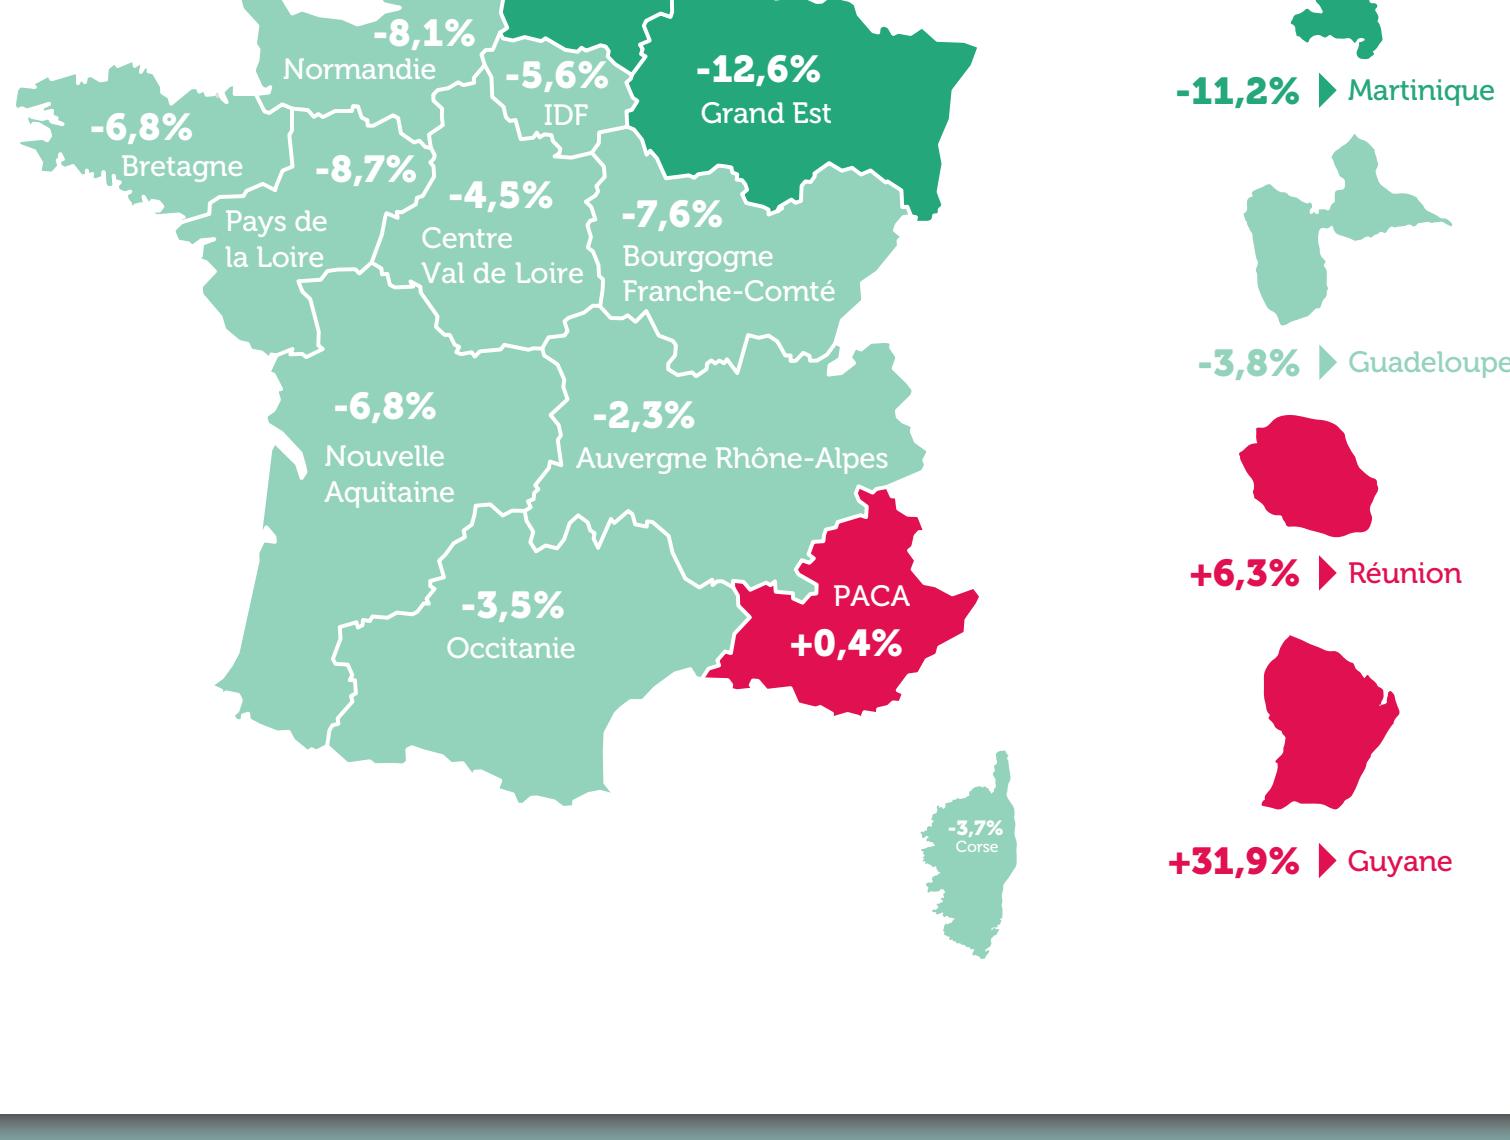 -8,1%
Normandie
-5,6%
IDF
-12,6%
Grand Est
-6,8%
Bretagne
-8,7%
Pays de
la Loire
-4,5%
Centre
Val de Loire
-7,6%
Bourgogne
Franche-Comté
-6,8%
Nouvelle
Aquitaine
-2,3%
Auvergne Rhône-Alpes
-3,5%
Occitanie
PACA
+0,4%
-3,7%
Corse
-11,2% Martinique
-3,8% Guadeloupe
+6,3% Réunion
+31,9% Guyane